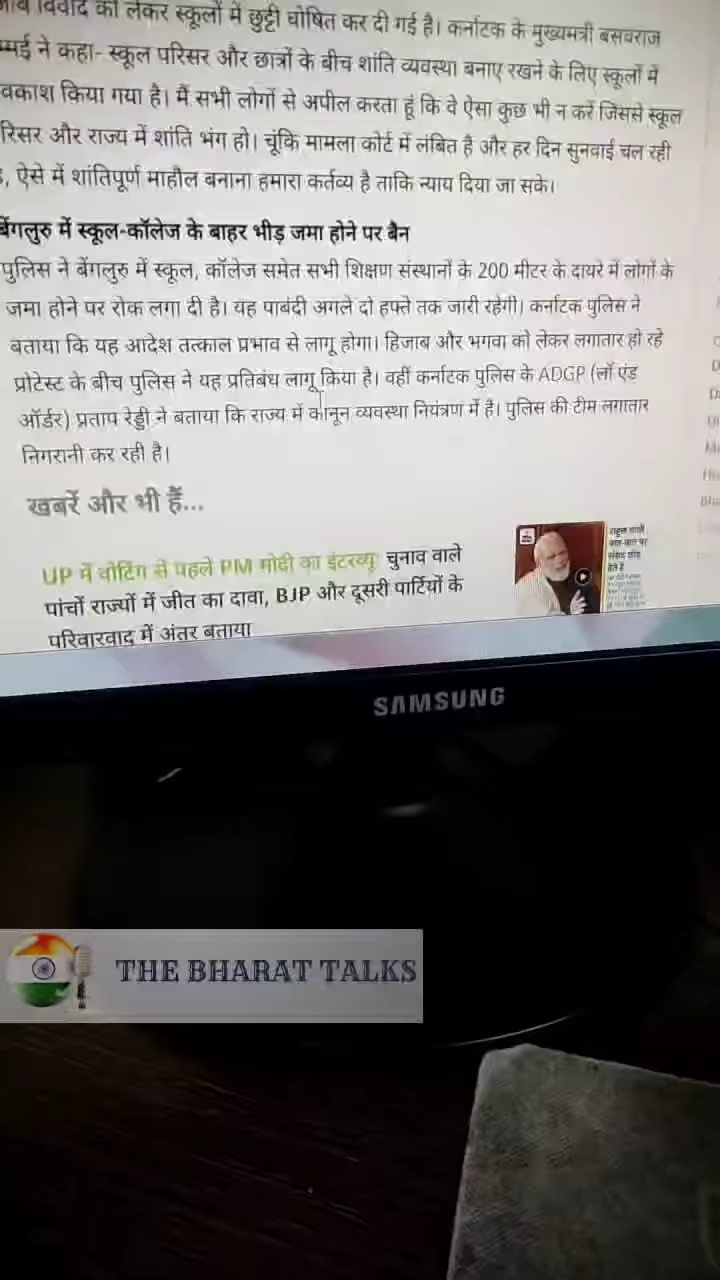 विवाद को लेकर स्कूलों में छुट्टी घोषित कर दी गई है। कर्नाटक के मुख्यमंत्री बसवराज
म्मई ने कहा- स्कूल परिसर और छात्रों के बीच शांति व्यवस्था बनाए रखने के लिए स्कूलों में
वकाश किया गया है। मैं सभी लोगों से अपील करता हूं कि वे ऐसा कुछ भी न करें जिससे स्कूल
रिसर और राज्य में शांति भंग हो। चूंकि मामला कोर्ट में लंबित है और हर दिन सुनवाई चल रही
, ऐसे में शांतिपूर्ण माहौल बनाना हमारा कर्तव्य है ताकि न्याय दिया जा सके।
बेंगलुरु में स्कूल-कॉलेज के बाहर भीड़ जमा होने पर बैन
पुलिस ने बेंगलुरु में स्कूल, कॉलेज समेत सभी शिक्षण संस्थानों के 200 मीटर के दायरे में लोगों के
जमा होने पर रोक लगा दी है। यह पाबंदी अगले दो हफ्ते तक जारी रहेगी। कर्नाटक पुलिस ने
बताया कि यह आदेश तत्काल प्रभाव से लागू होगा। हिजाब और भगवा को लेकर लगातार हो रहे
प्रोटेस्ट के बीच पुलिस ने यह प्रतिबंध लागू किया है। वहीं कर्नाटक पुलिस के ADGP (लॉ एंड
ऑर्डर) प्रताप रेड्डी ने बताया कि राज्य में कानून व्यवस्था नियंत्रण में है। पुलिस की टीम लगातार
निगरानी कर रही है।
खबरें और भी हैं...
UP में वोटिंग से पहले PM मोदी का इंटरव्यू: चुनाव वाले
पांचों राज्यों में जीत का दावा, BJP और दूसरी पार्टियों के
परिवारवाद में अंतर बताया
SAMSUNG
THE BHARAT TALKS